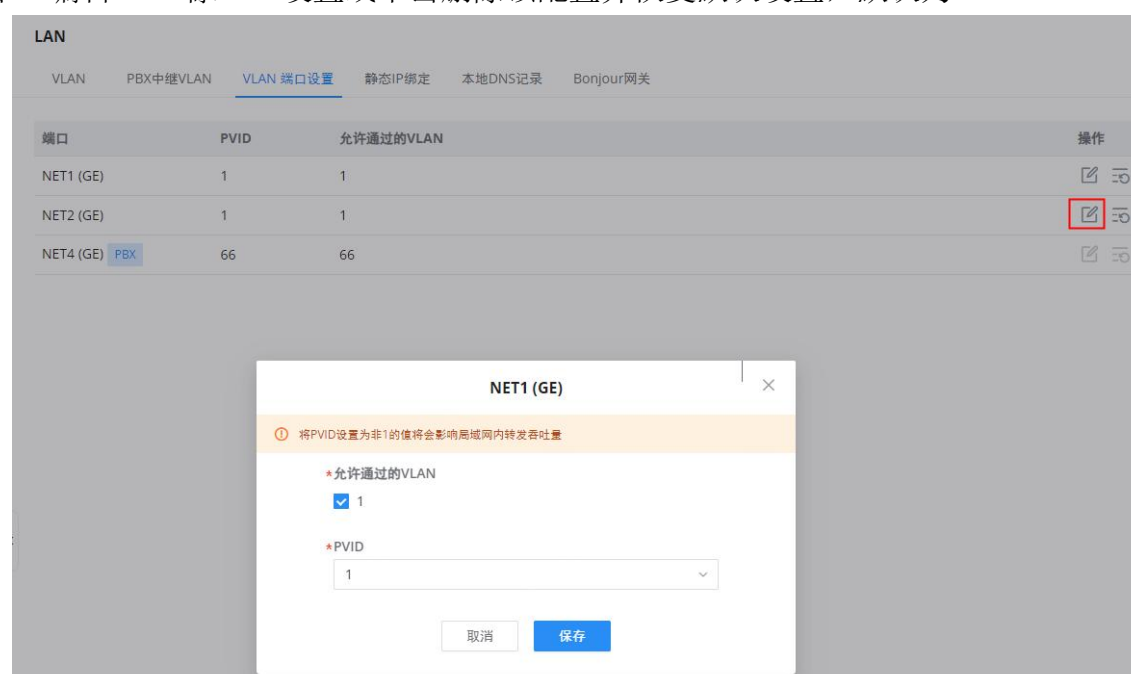 LAN
VLAN PBX中继VLAN VLAN 端口设置 静态IP绑定 本地DNS记录 Bonjour网关
端口 PVID 允许通过的VLAN 操作
NET1 (GE) 1 1
NET2 (GE) 1 1
NET4 (GE) PBX 66 66
NET1 (GE)
将PVID设置为非1的值将会影响局域网内转发吞吐量
*允许通过的VLAN
1
*PVID
1
取消 保存